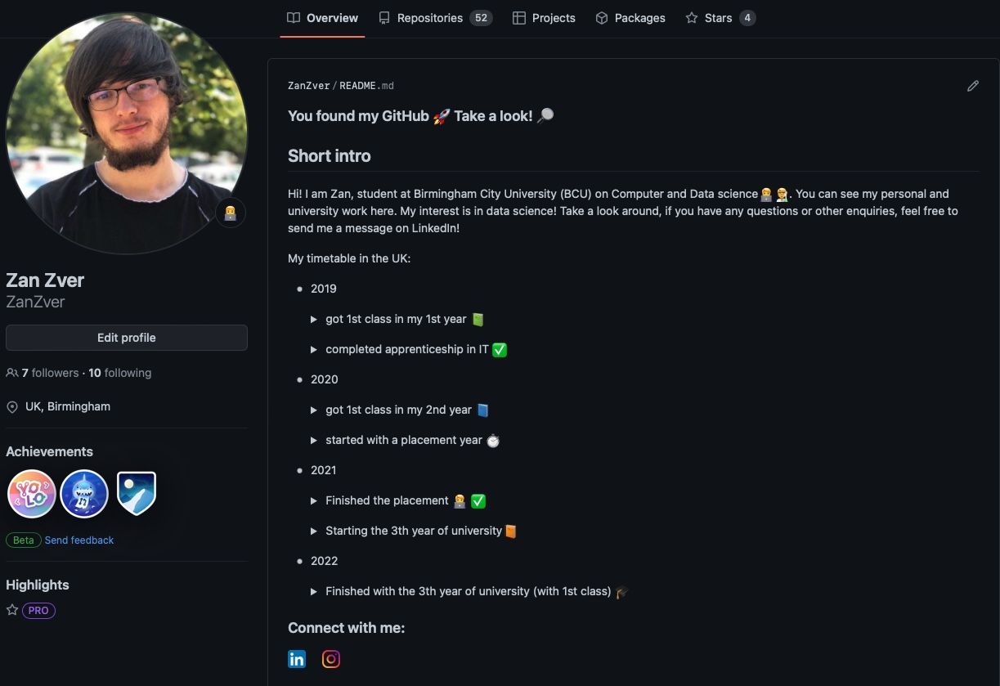 Overview Repositories 52 Projects Packages Stars 4
ZanZver/README.md
You found my GitHub 🚀 Take a look! 🔎
Short intro
Hi! I am Zan, student at Birmingham City University (BCU) on Computer and Data science👨‍💻 👨‍🔬. You can see my personal and
university work here. My interest is in data science! Take a look around, if you have any questions or other enquiries, feel free to
send me a message on LinkedIn!
My timetable in the UK:
2019
got 1st class in my 1st year 📗
completed apprenticeship in IT ✅
2020
got 1st class in my 2nd year 📘
started with a placement year ⏱
2021
Finished the placement 👨‍💻 ✅
Starting the 3th year of university 📙
2022
Finished with the 3th year of university (with 1st class) 🎓
Connect with me:
in
Zan Zver
ZanZver
Edit profile
7 followers · 10 following
UK, Birmingham
Achievements
YOLO
Beta Send feedback
Highlights
PRO